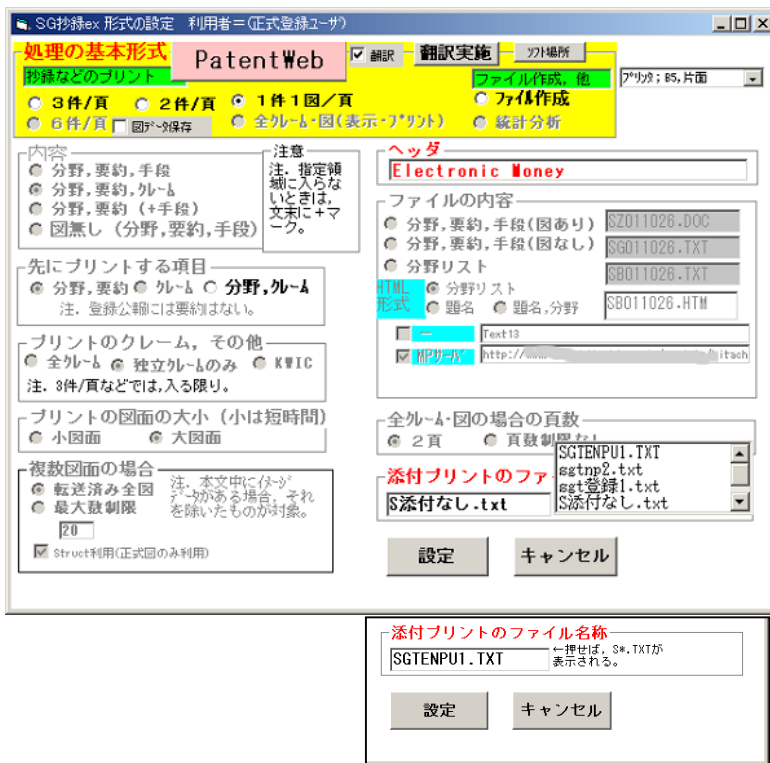 SG抄録ex 形式の設定　利用者＝(正式登録ユーザ)
処理の基本形式
PatentWeb
翻訳
翻訳実施
ソフト場所
抄録などのプリント
ファイル作成，他
プリンタ；B5，片面
3件/頁
2件/頁
1件1図／頁
ファイル作成
6件/頁
図データ保存
全クレーム・図(表示・プリント)
統計分析
内容
分野，要約，手段
分野，要約，クレーム
分野，要約（＋手段）
図無し（分野，要約，手段）
注意
注．指定領
域に入らな
いときは，
文末に＋マ
ーク。
ヘッダ
Electronic Money
ファイルの内容
分野，要約，手段(図あり)
SZ011026.DOC
分野，要約，手段(図なし)
SG011026.TXT
分野リスト
SB011026.TXT
HTML
形式
分野リスト
題名
題名，分野
SB011026.HTM
ー
Text13
MPサーバ
http://
itach
先にプリントする項目
分野，要約
クレーム
分野，クレーム
注．登録公報には要約はない。
プリントのクレーム，その他
全クレーム
独立クレームのみ
KWIC
注．3件/頁などでは，入る限り。
プリントの図面の大小（小は短時間）
小図面
大図面
全クレーム・図の場合の頁数
2頁
頁数制限なし
複数図面の場合
転送済み全図
最大数制限
20
注．本文中にイメージ
データがある場合，それ
を除いたものが対象。
Struct利用(正式図のみ利用)
添付プリントのファ
S添付なし.txt
SGTENPU1.TXT
sgtnp2.txt
sgt登録1.txt
S添付なし.txt
設定
キャンセル
添付プリントのファイル名称
SGTENPU1.TXT
←押せば，S*.TXTが
表示される。
設定
キャンセル